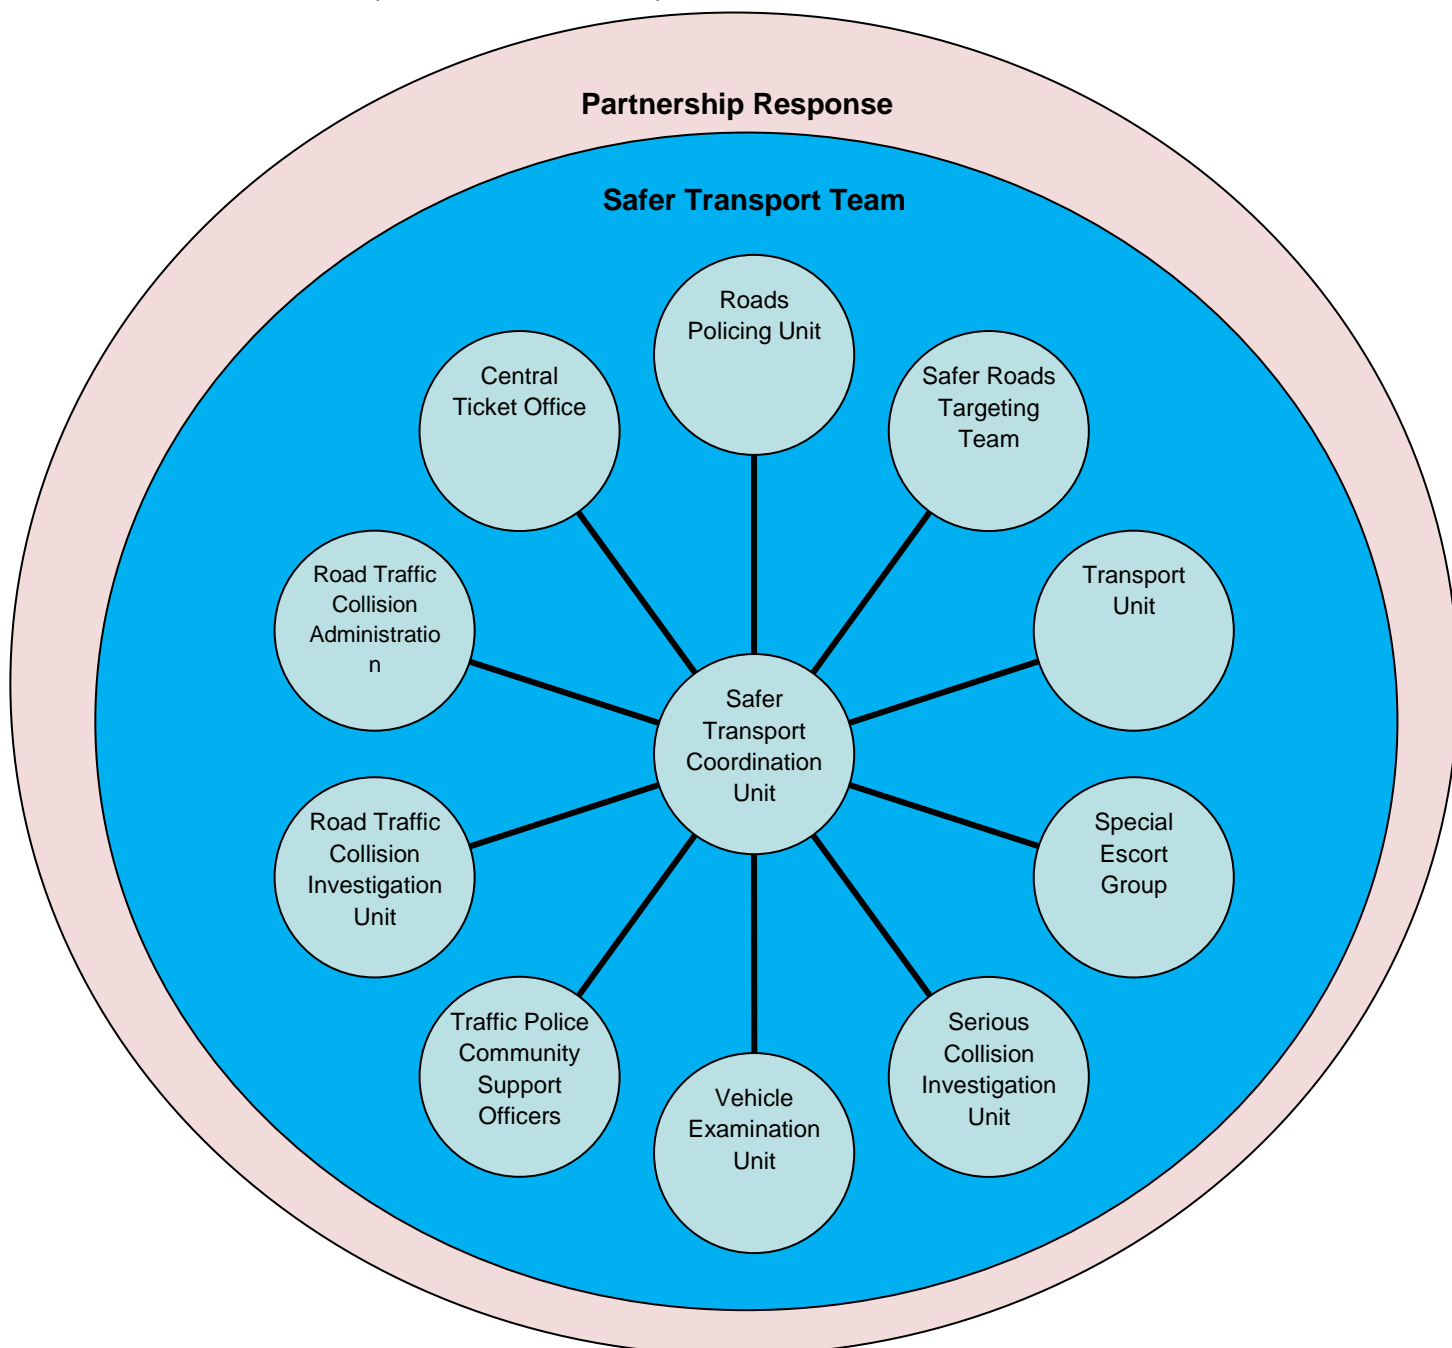 Partnership Response
Safer Transport Team
Roads
Policing Unit
Safer Roads
Targeting
Team
Transport
Unit
Special
Escort
Group
Serious
Collision
Investigation
Unit
Vehicle
Examination
Unit
Traffic Police
Community
Support
Officers
Road Traffic
Collision
Investigation
Unit
Road Traffic
Collision
Administratio
n
Central
Ticket Office
Safer
Transport
Coordination
Unit